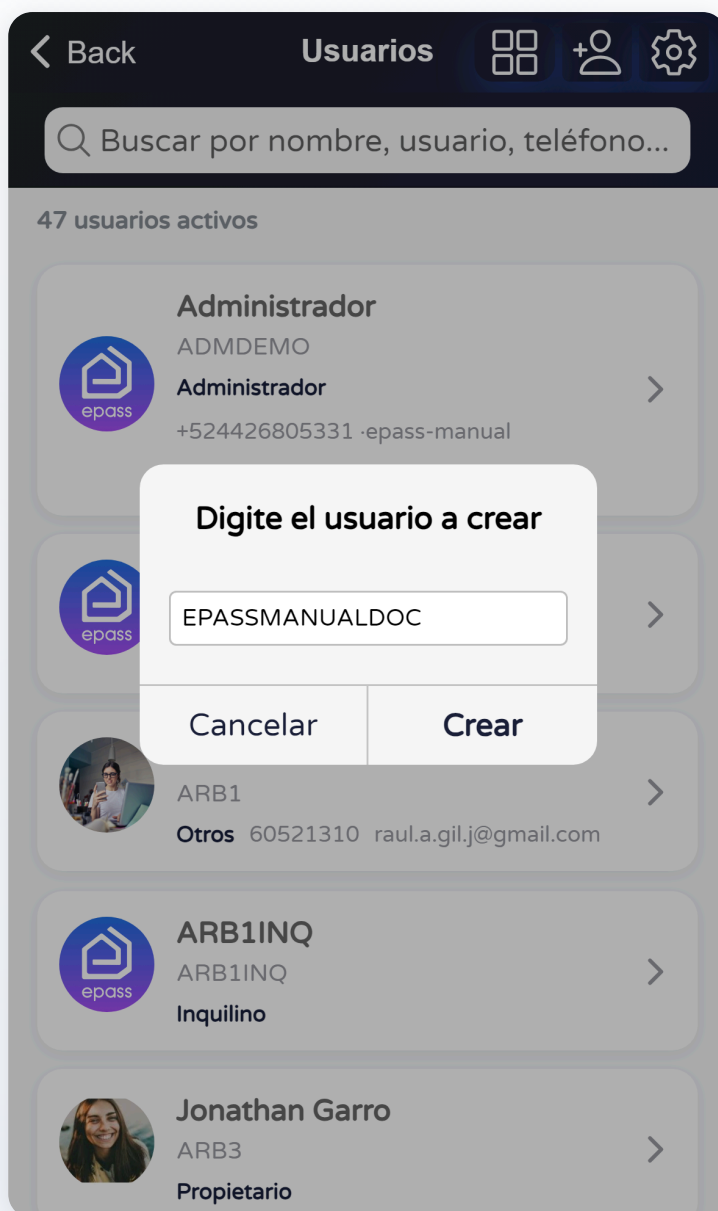 Back
Usuarios
Buscar por nombre, usuario, teléfono...
47 usuarios activos
Administrador
ADMDEMO
epass
Administrador
+524426805331 ·epass-manual
Digite el usuario a crear
epass
EPASSMANUALDOC
Cancelar
Crear
ARB1
Otros 60521310 raul.a.gil.j@gmail.com
ARB1INQ
ARB1INQ
epass
Inquilino
Jonathan Garro
ARB3
Propietario